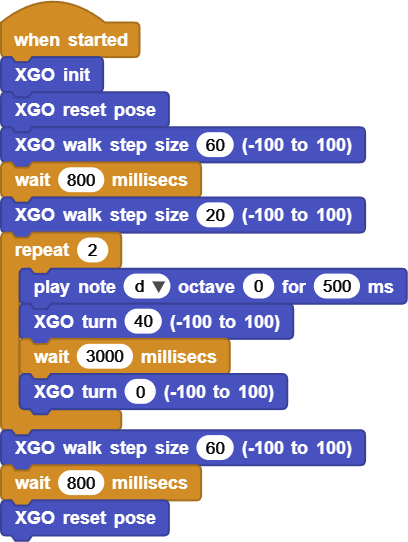 when started
XGO init
XGO reset pose
XGO walk step size 60 (-100 to 100)
wait 800 millisecs
XGO walk step size 20 (-100 to 100)
repeat 2
play note d octave 0 for 500 ms
XGO turn 40 (-100 to 100)
wait 3000 millisecs
XGO turn 0 (-100 to 100)
XGO walk step size 60 (-100 to 100)
wait 800 millisecs
XGO reset pose